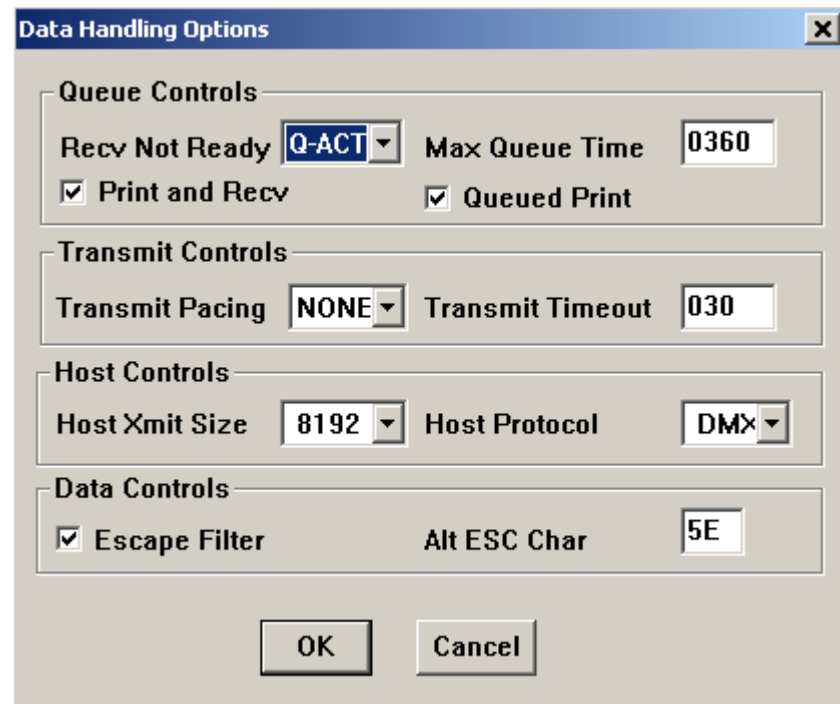 Data Handling Options
Queue Controls
Recv Not Ready Q-ACT Max Queue Time 0360
Print and Recv Queued Print
Transmit Controls
Transmit Pacing NONE Transmit Timeout 030
Host Controls
Host Xmit Size 8192 Host Protocol DMX
Data Controls
Escape Filter Alt ESC Char 5E
OK Cancel